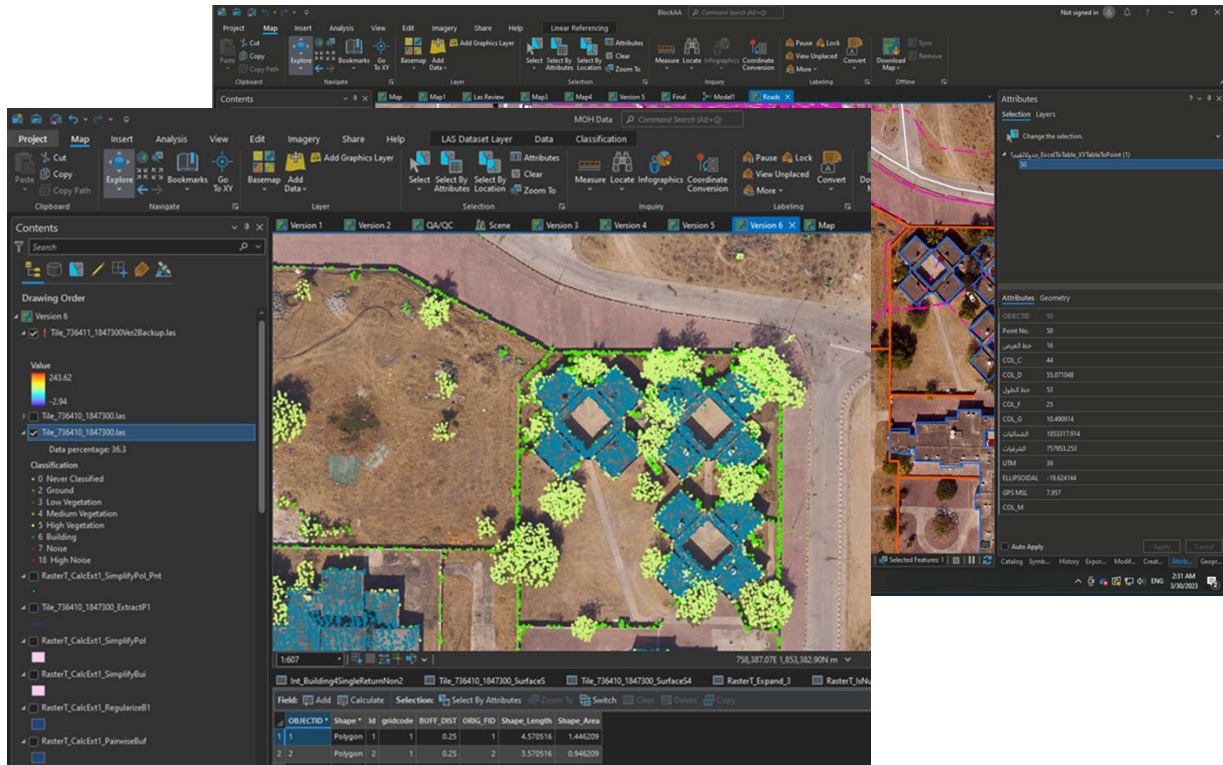 BlockAA
Command Search (Alt+Q)
Not signed in
Project Map Insert Analysis View Edit Imagery Share Help Linear Referencing
Paste
Cut
Copy
Copy Path
Clipboard
Explore
Bookmarks
Go To XY
Navigate
Basemap
Add Data
Add Graphics Layer
Layer
Select
Select By Attributes
Select By Location
Attributes
Clear
Zoom To
Selection
Measure
Locate
Infographics
Coordinate Conversion
Inquiry
Pause
Lock
View Unplaced
More
Convert
Labeling
Download Map
Sync
Remove
Offline
Contents
Map Map1 Las Review Map3 Map4 Version 5 Final Model1 Roads
MOH Data
Command Search (Alt+Q)
Project Map Insert Analysis View Edit Imagery Share Help LAS Dataset Layer Data Classification
Paste
Cut
Copy
Copy Path
Clipboard
Explore
Bookmarks
Go To XY
Navigate
Basemap
Add Data
Add Graphics Layer
Layer
Select
Select By Attributes
Select By Location
Attributes
Clear
Zoom To
Selection
Measure
Locate
Infographics
Coordinate Conversion
Inquiry
Pause
Lock
View Unplaced
More
Convert
Labeling
Contents
Search
Drawing Order
Version 6
Tile_736411_1847300Ver2Backup.las
Value
243.62
-2.94
Tile_736410_1847300.las
Tile_736410_1847300.las
Data percentage: 36.3
Classification
0 Never Classified
2 Ground
3 Low Vegetation
4 Medium Vegetation
5 High Vegetation
6 Building
7 Noise
18 High Noise
RasterT_CalcExt1_SimplifyPol_Pnt
Tile_736410_1847300_ExtractP1
RasterT_CalcExt1_SimplifyPol
RasterT_CalcExt1_SimplifyBui
RasterT_CalcExt1_RegularizeB1
RasterT_CalcExt1_PairwiseBuf
Version 1 Version 2 QA/QC Scene Version 3 Version 4 Version 5 Version 6 Map
1:607
758,387.07E 1,853,382.90N m
Int_Building4SingleReturnNon2 Tile_736410_1847300_Surface5 Tile_736410_1847300_Surface54 RasterT_Expand_3 RasterT_IsNu
Field: Add Calculate Selection: Select By Attributes Zoom To Switch Clear Delete Copy
OBJECTID * Shape * Id gridcode BUFF_DIST ORIG_FID Shape_Length Shape_Area
1 1 Polygon 1 1 0.25 1 4.570516 1.446209
2 2 Polygon 2 1 0.25 2 3.570516 0.946209
Attributes
Selection Layers
Change the selection.
_ExcelToTable_XYTableToPoint (1)
50
Attributes Geometry
OBJECTID 50
Point No. 50
خط العرض 16
COL_C 44
COL_D 55.071048
خط الطول 53
COL_F 25
COL_G 10.490914
الشماليات 1853317.914
الشرقيات 757953.253
UTM 39
ELLIPSOIDAL -19.624144
GPS MSL 7.957
COL_M
Auto Apply
Apply
Cancel
Selected Features: 1
Catalog Symb... History Expor... Modif... Creat... Attrib... Geopr...
ENG
2:31 AM
3/30/2023